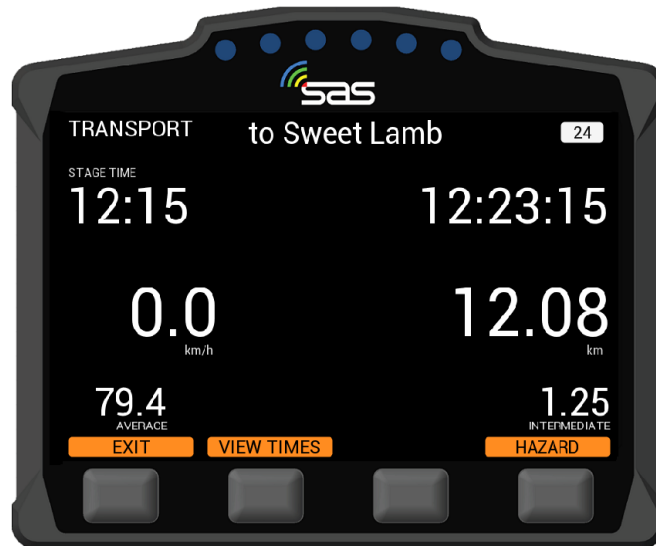 sas
TRANSPORT to Sweet Lamb 24
STAGE TIME
12:15 12:23:15
0.0 12.08
km/h km
79.4 1.25
AVERAGE INTERMEDIATE
EXIT VIEW TIMES HAZARD